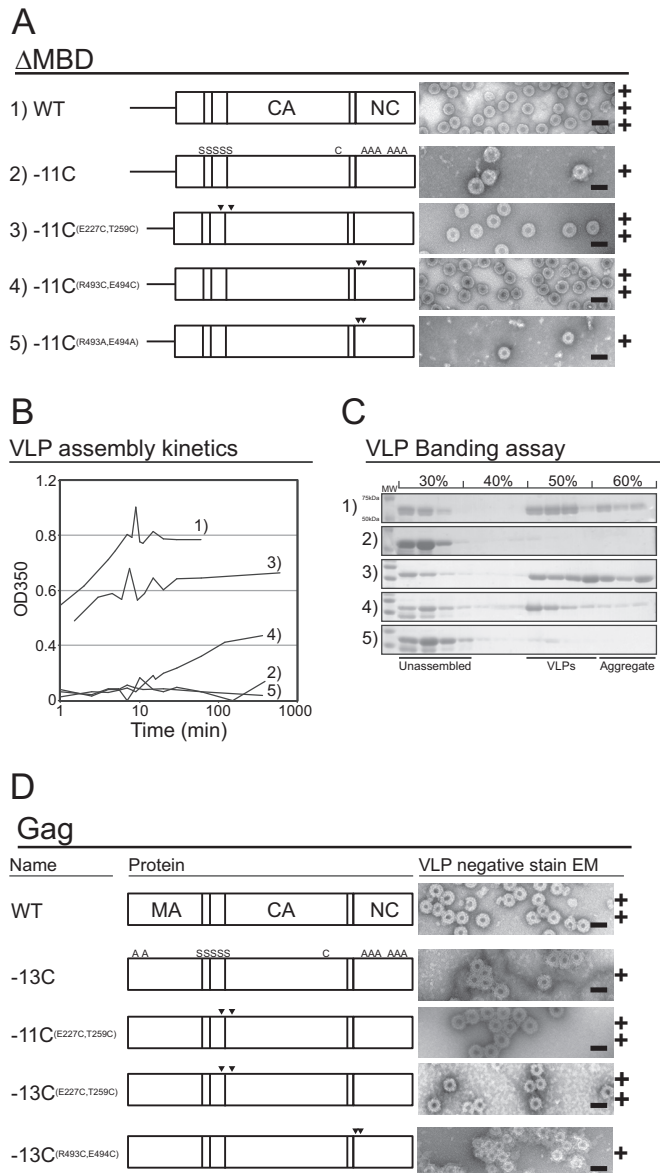 A
ΔMBD
1) WT CA NC +++
SSSSS C AAA AAA
2) -11C +
3) -11C(E227C,T259C) ++
4) -11C(R493C,E494C) ++
5) -11C(R493A,E494A) +
B
VLP assembly kinetics
1.2
0.8
0.6
0.4
0
OD350
1)
3)
4)
2)
5)
1 10 100 1000
Time (min)
C
VLP Banding assay
30% 40% 50% 60%
MW
75kDa
50kDa
1)
2)
3)
4)
5)
Unassembled VLPs Aggregate
D
Gag
Name Protein VLP negative stain EM
WT MA CA NC ++
A A SSSSS C AAA AAA
-13C +
-11C(E227C,T259C) ++
-13C(E227C,T259C) ++
-13C(R493C,E494C) +